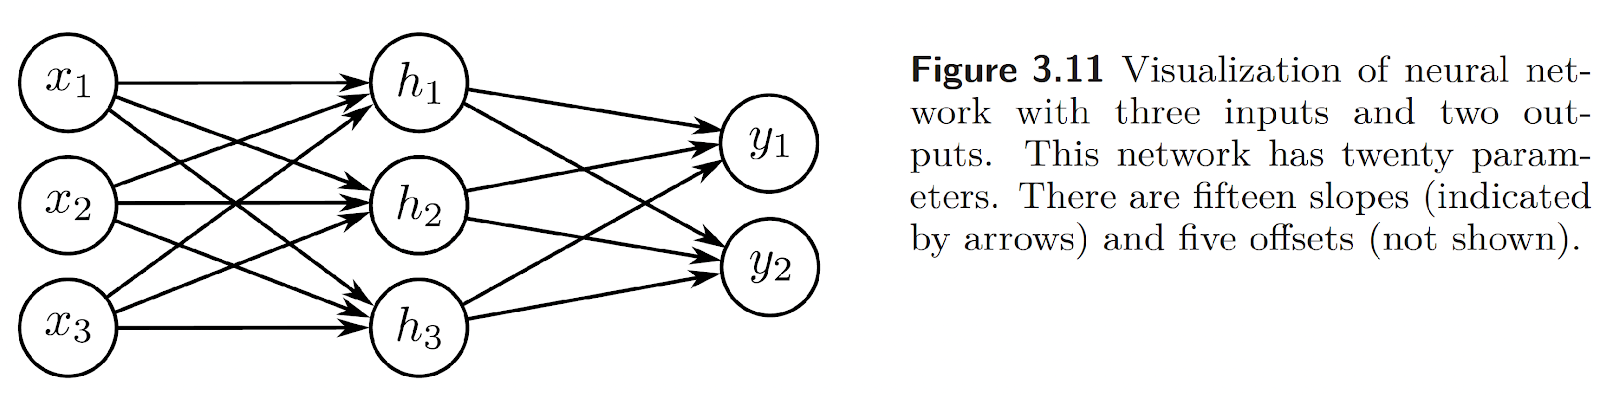 x1
x2
x3
h1
h2
h3
y1
y2
Figure 3.11 Visualization of neural net-
work with three inputs and two out-
puts. This network has twenty param-
eters. There are fifteen slopes (indicated
by arrows) and five offsets (not shown).